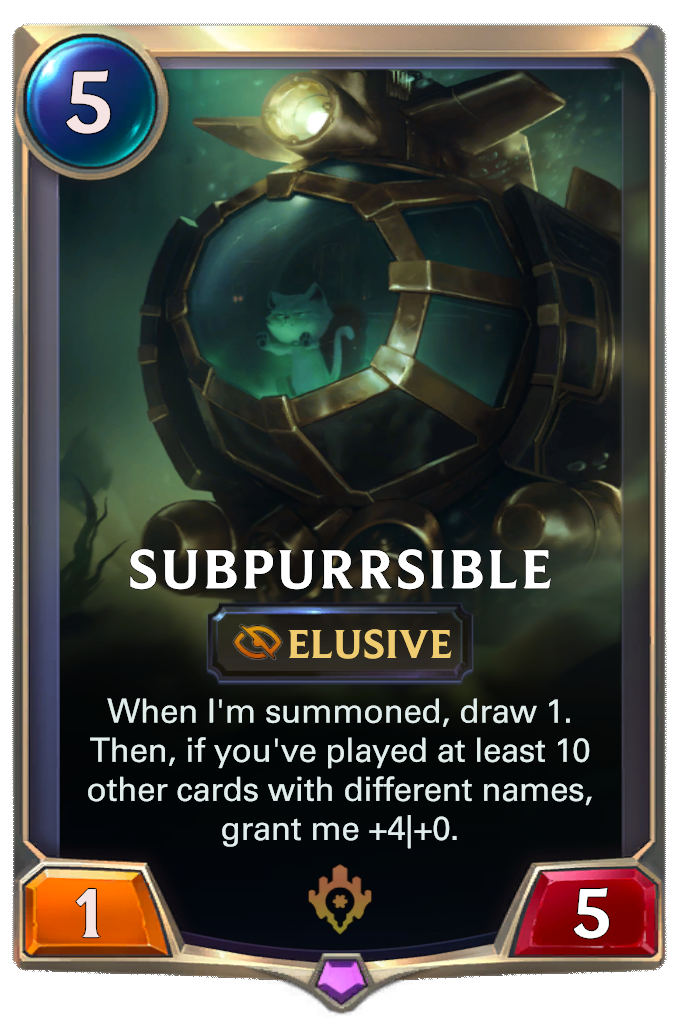 5
SUBPURRSIBLE
ELUSIVE
When I'm summoned, draw 1.
Then, if you've played at least 10
other cards with different names,
grant me +4|+0.
1
5